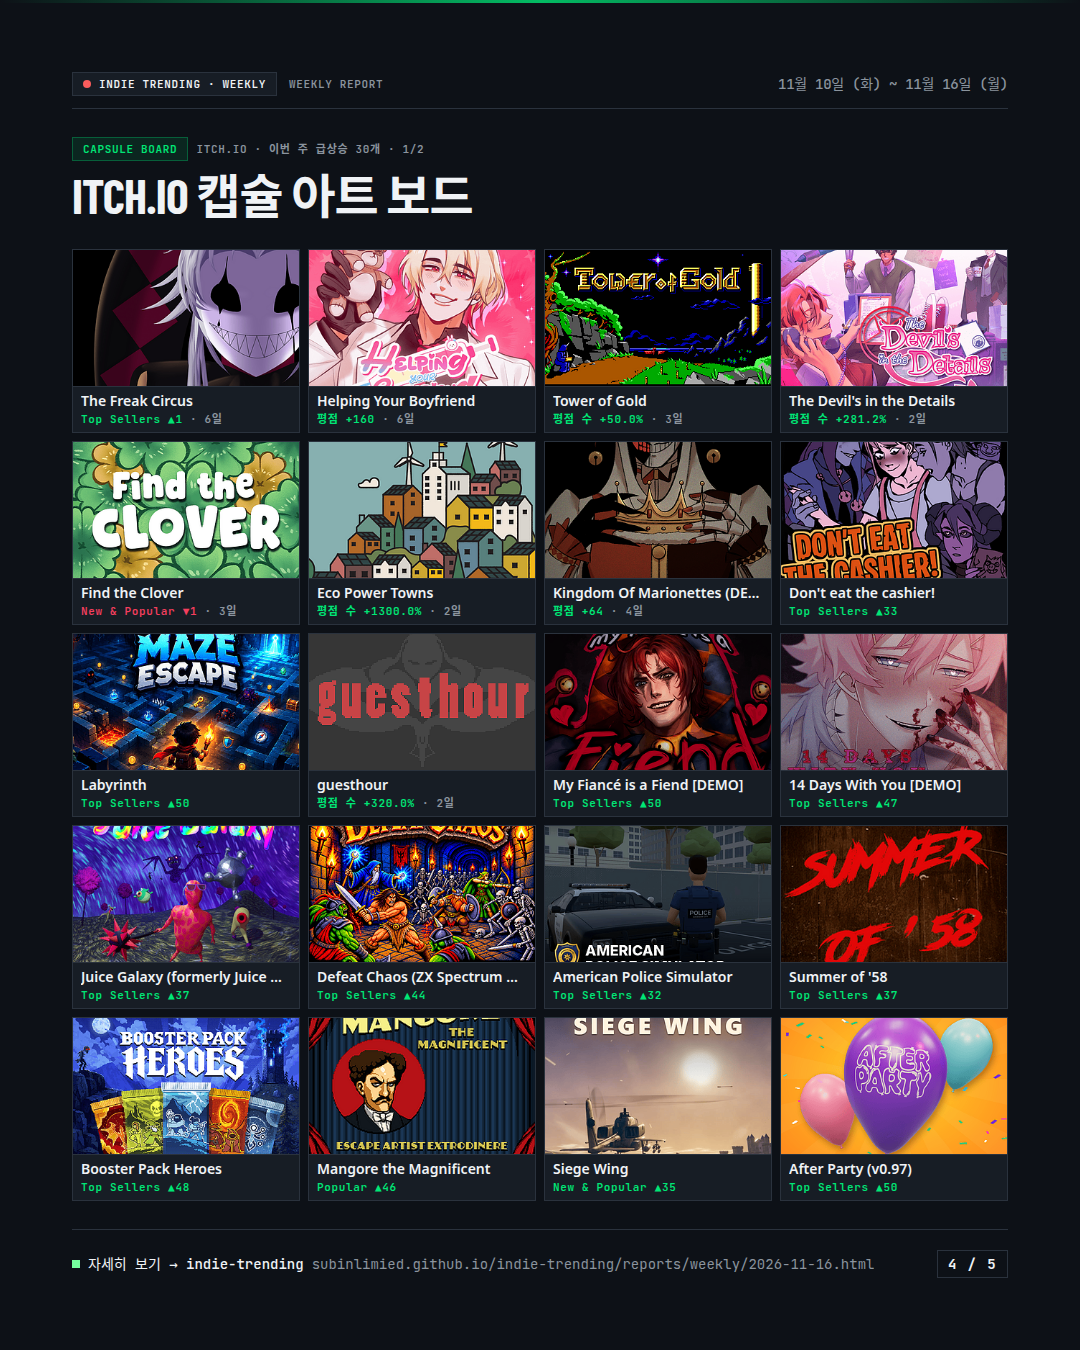 INDIE TRENDING · WEEKLY WEEKLY REPORT 11월 10일 (화) ~ 11월 16일 (월)
CAPSULE BOARD ITCH.IO · 이번 주 급상승 30개 · 1/2
ITCH.IO 캡슐 아트 보드
HELPING
YOUR
Tower of Gold
The
Devil's
in the
Details
The Freak Circus
Top Sellers ▲1 · 6일
Helping Your Boyfriend
평점 수 +160 · 6일
Tower of Gold
평점 수 +50.0% · 3일
The Devil's in the Details
평점 수 +281.2% · 2일
Find the
CLOVER
DON'T EAT
THE CASHIER!
Find the Clover
New & Popular ▼1 · 3일
Eco Power Towns
평점 수 +1300.0% · 2일
Kingdom Of Marionettes (DE...
평점 수 +64 · 4일
Don't eat the cashier!
Top Sellers ▲33
MAZE
ESCAPE
guesthour
my
Fiend
14 DAYS
Labyrinth
Top Sellers ▲50
guesthour
평점 수 +320.0% · 2일
My Fiancé is a Fiend [DEMO]
Top Sellers ▲50
14 Days With You [DEMO]
Top Sellers ▲47
DEFEAT CHAOS
POLICE
AMERICAN
POLICE SIMULATOR
SUMMER
OF '58
Juice Galaxy (formerly Juice ...
Top Sellers ▲37
Defeat Chaos (ZX Spectrum ...
Top Sellers ▲44
American Police Simulator
Top Sellers ▲32
Summer of '58
Top Sellers ▲37
BOOSTER PACK
HEROES
MANGORE
THE
MAGNIFICENT
ESCAPE ARTIST EXTRODINERE
SIEGE WING
AFTER
PARTY
Booster Pack Heroes
Top Sellers ▲48
Mangore the Magnificent
Popular ▲46
Siege Wing
New & Popular ▲35
After Party (v0.97)
Top Sellers ▲50
자세히 보기 → indie-trending subinlimied.github.io/indie-trending/reports/weekly/2026-11-16.html 4 / 5